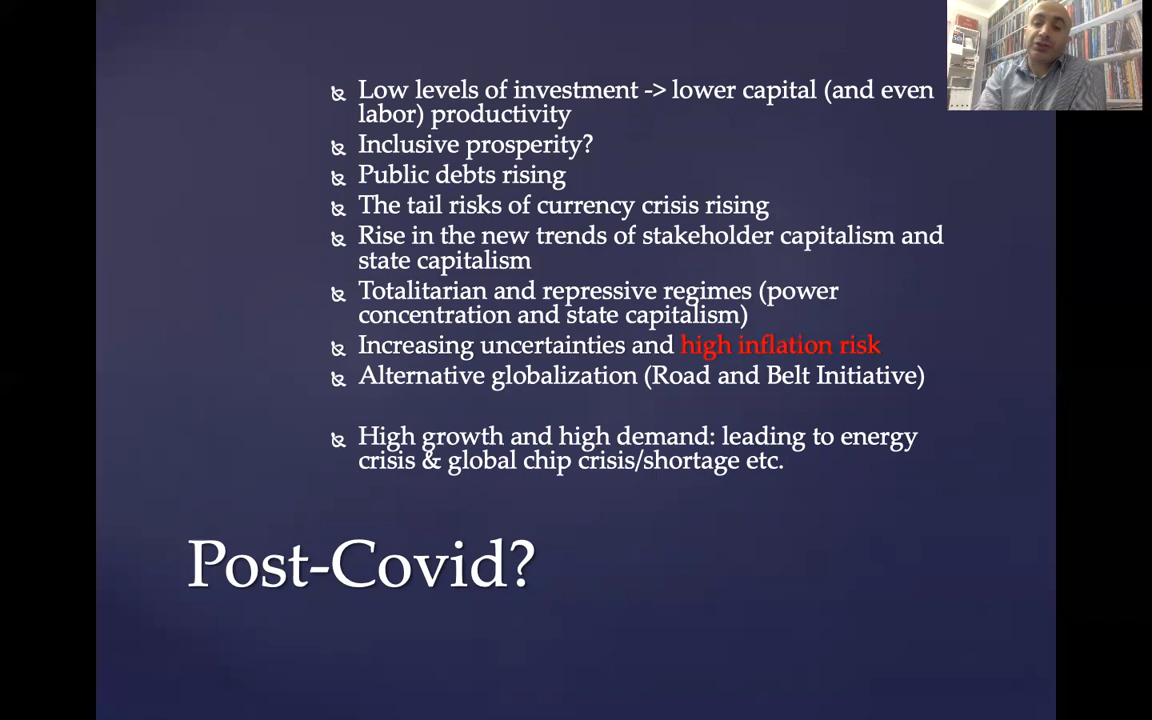 Low levels of investment -> lower capital (and even
labor) productivity
Inclusive prosperity?
Public debts rising
The tail risks of currency crisis rising
Rise in the new trends of stakeholder capitalism and
state capitalism
Totalitarian and repressive regimes (power
concentration and state capitalism)
Increasing uncertainties and high inflation risk
Alternative globalization (Road and Belt Initiative)
High growth and high demand: leading to energy
crisis & global chip crisis/shortage etc.
Post-Covid?